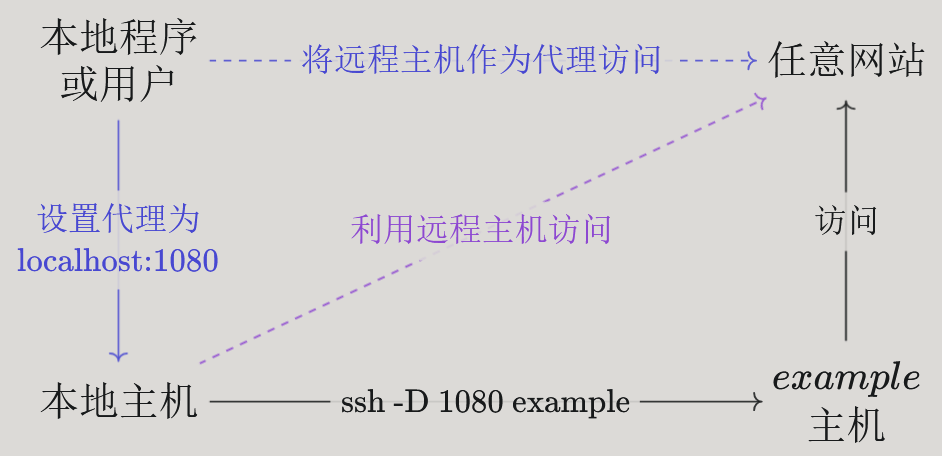 本地程序
或用户
将远程主机作为代理访问
任意网站
设置代理为
localhost:1080
利用远程主机访问
访问
本地主机
ssh -D 1080 example
example
主机